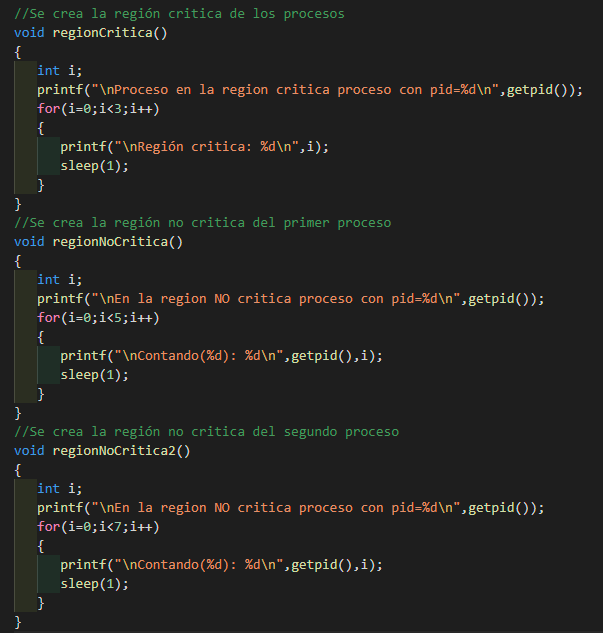 //Se crea la región critica de los procesos
void regionCritica()
{
int i;
printf("\nProceso en la region critica proceso con pid=%d\n",getpid());
for(i=0;i<3;i++)
{
printf("\nRegión critica: %d\n",i);
sleep(1);
}
}
//Se crea la región no critica del primer proceso
void regionNoCritica()
{
int i;
printf("\nEn la region NO critica proceso con pid=%d\n",getpid());
for(i=0;i<5;i++)
{
printf("\nContando(%d): %d\n",getpid(),i);
sleep(1);
}
}
//Se crea la región no critica del segundo proceso
void regionNoCritica2()
{
int i;
printf("\nEn la region NO critica proceso con pid=%d\n",getpid());
for(i=0;i<7;i++)
{
printf("\nContando(%d): %d\n",getpid(),i);
sleep(1);
}
}